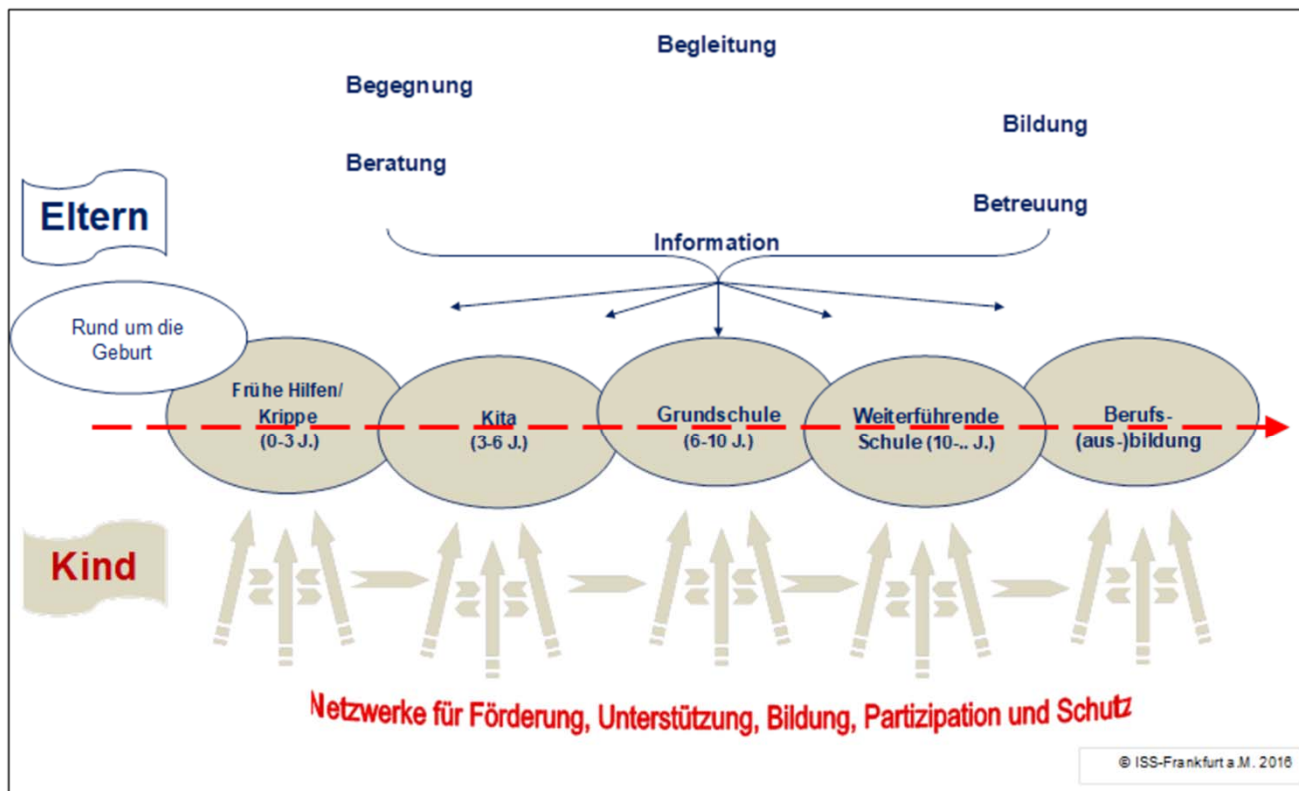 Begleitung
Begegnung
Bildung
Beratung
Eltern
Betreuung
Information
Rund um die
Geburt
Frühe Hilfen/
Krippe
(0-3 J.)
Kita
(3-6 J.)
Grundschule
(6-10 J.)
Weiterführende
Schule (10-.. J.)
Berufs-
(aus-)bildung
Kind
Netzwerke für Förderung, Unterstützung, Bildung, Partizipation und Schutz
© ISS-Frankfurt a.M. 2016